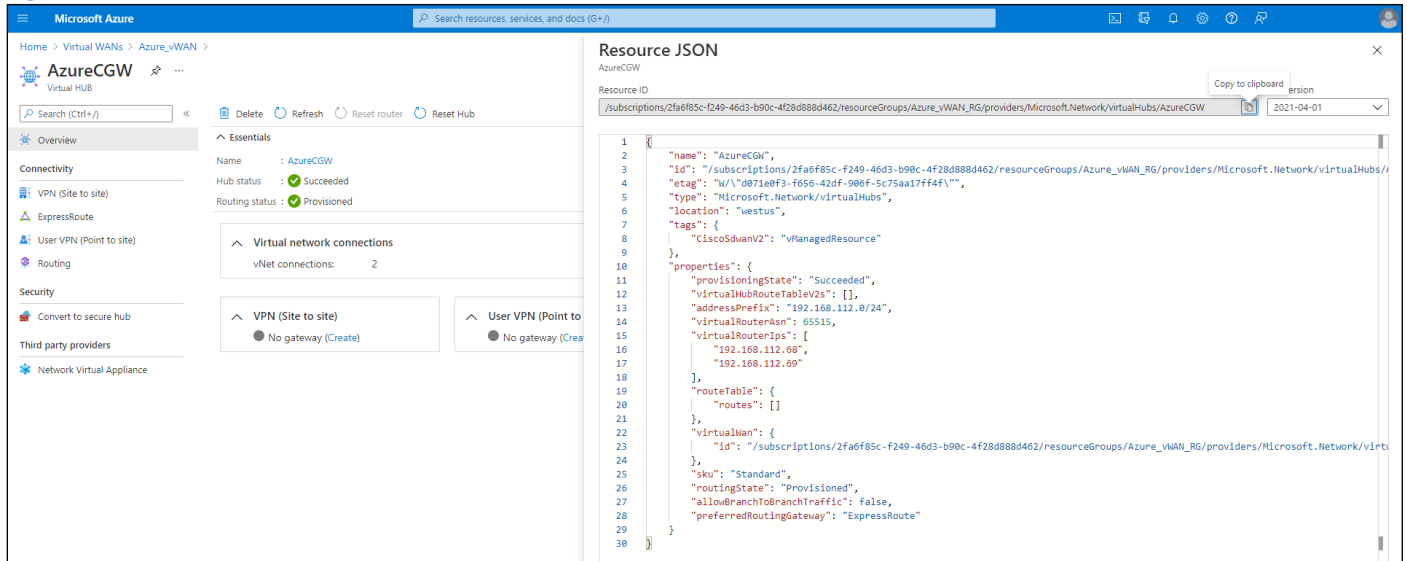 Microsoft Azure
Search resources, services, and docs (G+/)
Home > Virtual WANs > Azure_vWAN >
AzureCGW
Virtual HUB
Search (Ctrl+/)
Overview
Connectivity
VPN (Site to site)
ExpressRoute
User VPN (Point to site)
Routing
Security
Convert to secure hub
Third party providers
Network Virtual Appliance
Delete Refresh Reset router Reset Hub
Essentials
Name : AzureCGW
Hub status : Succeeded
Routing status : Provisioned
Virtual network connections
vNet connections: 2
VPN (Site to site)
No gateway (Create)
User VPN (Point to
No gateway (Crea
Resource JSON
AzureCGW
Resource ID
Copy to clipboard
ersion
/subscriptions/2fa6f85c-f249-46d3-b90c-4f28d888d462/resourceGroups/Azure_vWAN_RG/providers/Microsoft.Network/virtualHubs/AzureCGW
2021-04-01
1 {
2 "name": "AzureCGW",
3 "id": "/subscriptions/2fa6f85c-f249-46d3-b90c-4f28d888d462/resourceGroups/Azure_vWAN_RG/providers/Microsoft.Network/virtualHubs/
4 "etag": "W/\"d071e0f3-f656-42df-906f-5c75aa17ff4f\"",
5 "type": "Microsoft.Network/virtualHubs",
6 "location": "westus",
7 "tags": {
8 "CiscoSdwanV2": "vManagedResource"
9 },
10 "properties": {
11 "provisioningState": "Succeeded",
12 "virtualHubRouteTableV2s": [],
13 "addressPrefix": "192.168.112.0/24",
14 "virtualRouterAsn": 65515,
15 "virtualRouterIps": [
16 "192.168.112.68",
17 "192.168.112.69"
18 ],
19 "routeTable": {
20 "routes": []
21 },
22 "virtualWan": {
23 "id": "/subscriptions/2fa6f85c-f249-46d3-b90c-4f28d888d462/resourceGroups/Azure_vWAN_RG/providers/Microsoft.Network/virt
24 },
25 "sku": "Standard",
26 "routingState": "Provisioned",
27 "allowBranchToBranchTraffic": false,
28 "preferredRoutingGateway": "ExpressRoute"
29 }
30 }